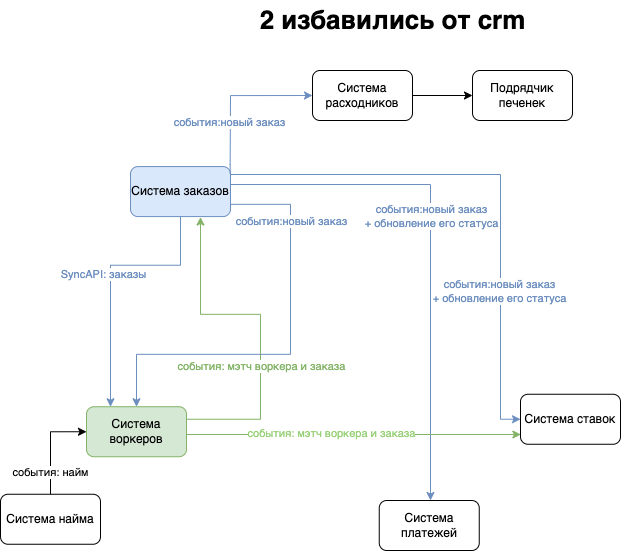 2 избавились от crm
Система
расходников
Подрядчик
печенек
события:новый заказ
Система заказов
события:новый заказ
события:новый заказ
+ обновление его статуса
SyncAPI: заказы
события:новый заказ
+ обновление его статуса
события: мэтч воркера и заказа
Система
воркеров
Система ставок
события: мэтч воркера и заказа
события: найм
Система найма
Система
платежей